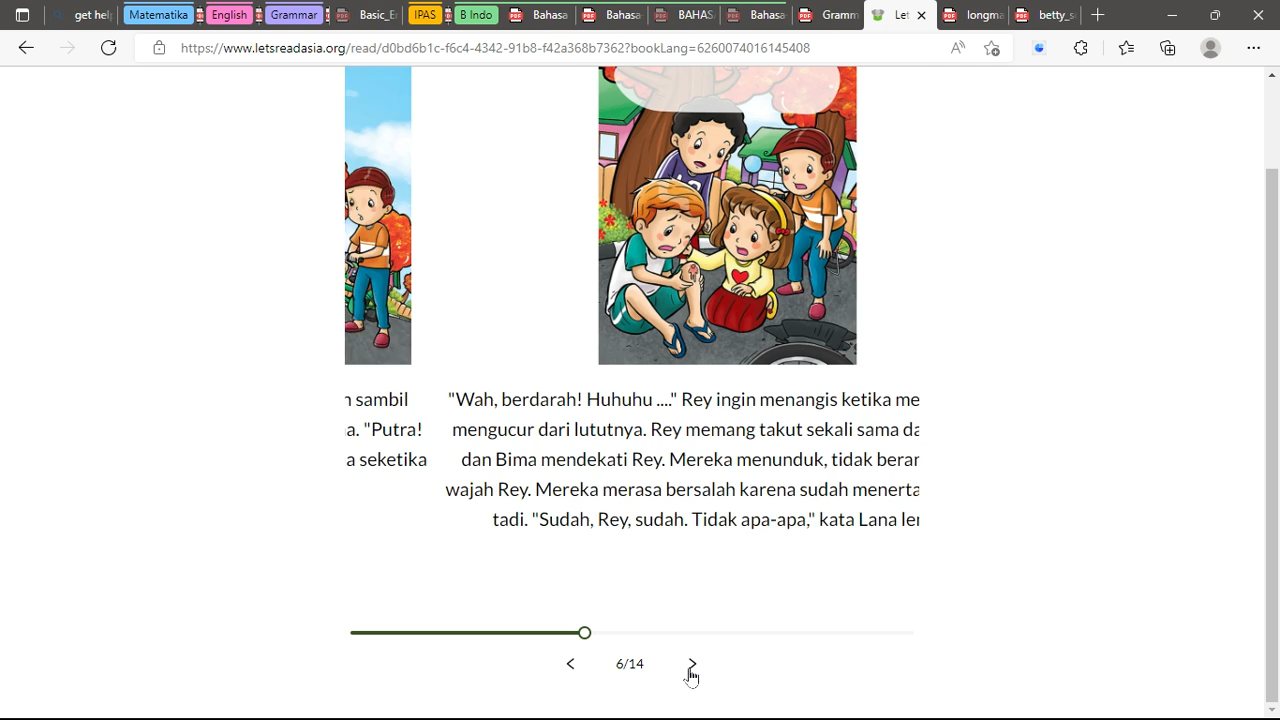 get help
Matematika
English
Grammar
Basic_E
IPAS
B Indo
Bahasa
Bahasa
BAHAS
Bahasa
Gramm
Let
longma
betty_s
https://www.letsreadasia.org/read/d0bd6b1c-f6c4-4342-91b8-f42a368b7362?bookLang=6260074016145408
sambil
a. "Putra!
a seketika
"Wah, berdarah! Huhuhu ...." Rey ingin menangis ketika me
mengucur dari lututnya. Rey memang takut sekali sama da
dan Bima mendekati Rey. Mereka menunduk, tidak berar
wajah Rey. Mereka merasa bersalah karena sudah menerta
tadi. "Sudah, Rey, sudah. Tidak apa-apa," kata Lana ler
6/14